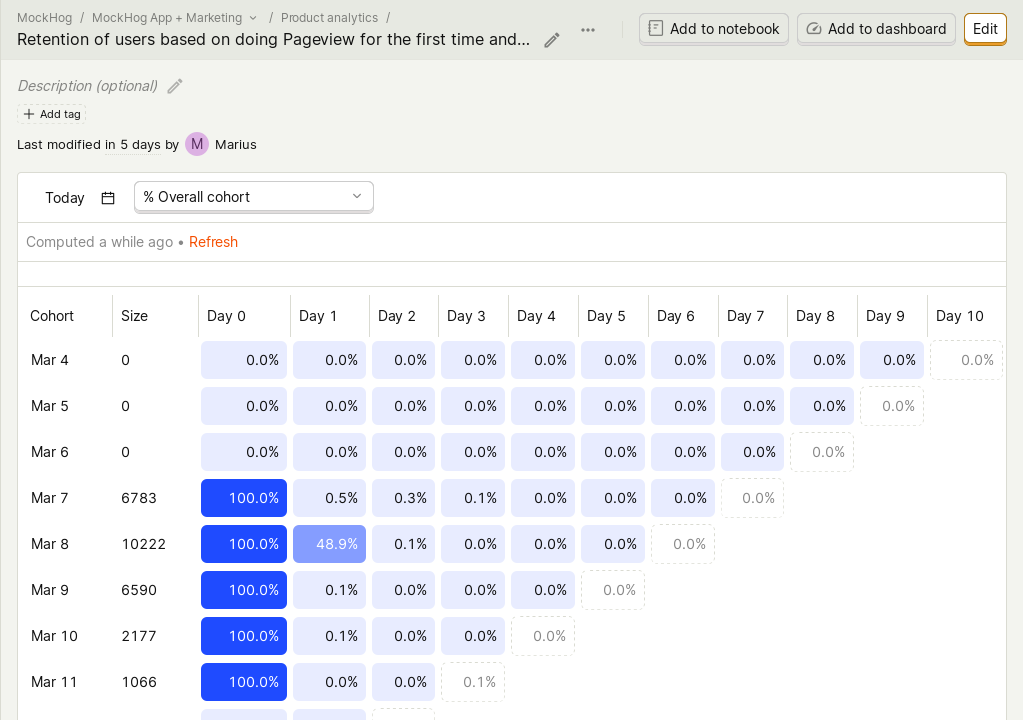 MockHog / MockHog App + Marketing / Product analytics /
Retention of users based on doing Pageview for the first time and...
Add to notebook
Add to dashboard
Edit
Description (optional)
Add tag
Last modified in 5 days by M Marius
Today
% Overall cohort
Computed a while ago • Refresh
Cohort Size Day 0 Day 1 Day 2 Day 3 Day 4 Day 5 Day 6 Day 7 Day 8 Day 9 Day 10
Mar 4 0 0.0% 0.0% 0.0% 0.0% 0.0% 0.0% 0.0% 0.0% 0.0% 0.0% 0.0%
Mar 5 0 0.0% 0.0% 0.0% 0.0% 0.0% 0.0% 0.0% 0.0% 0.0% 0.0%
Mar 6 0 0.0% 0.0% 0.0% 0.0% 0.0% 0.0% 0.0% 0.0% 0.0%
Mar 7 6783 100.0% 0.5% 0.3% 0.1% 0.0% 0.0% 0.0% 0.0%
Mar 8 10222 100.0% 48.9% 0.1% 0.0% 0.0% 0.0% 0.0%
Mar 9 6590 100.0% 0.1% 0.0% 0.0% 0.0% 0.0%
Mar 10 2177 100.0% 0.1% 0.0% 0.0% 0.0%
Mar 11 1066 100.0% 0.0% 0.0% 0.1%